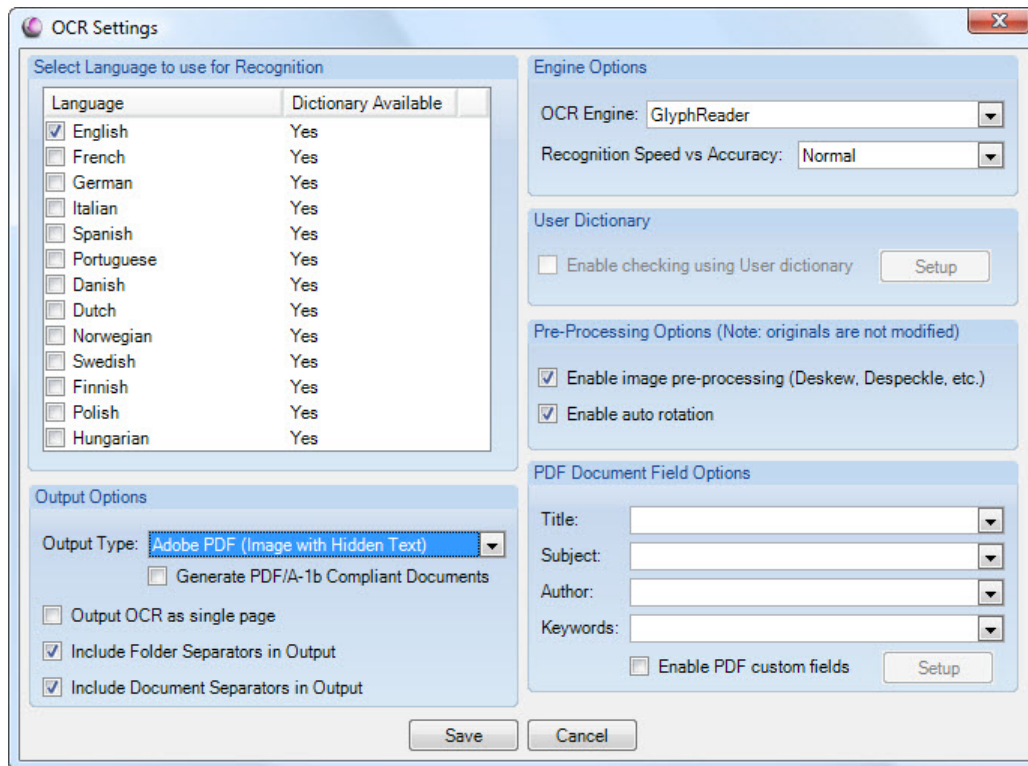 OCR Settings
Select Language to use for Recognition
Language Dictionary Available
English Yes
French Yes
German Yes
Italian Yes
Spanish Yes
Portuguese Yes
Danish Yes
Dutch Yes
Norwegian Yes
Swedish Yes
Finnish Yes
Polish Yes
Hungarian Yes
Output Options
Output Type: Adobe PDF (Image with Hidden Text)
Generate PDF/A-1b Compliant Documents
Output OCR as single page
Include Folder Separators in Output
Include Document Separators in Output
Engine Options
OCR Engine: GlyphReader
Recognition Speed vs Accuracy: Normal
User Dictionary
Enable checking using User dictionary Setup
Pre-Processing Options (Note: originals are not modified)
Enable image pre-processing (Deskew, Despeckle, etc.)
Enable auto rotation
PDF Document Field Options
Title:
Subject:
Author:
Keywords:
Enable PDF custom fields Setup
Save Cancel